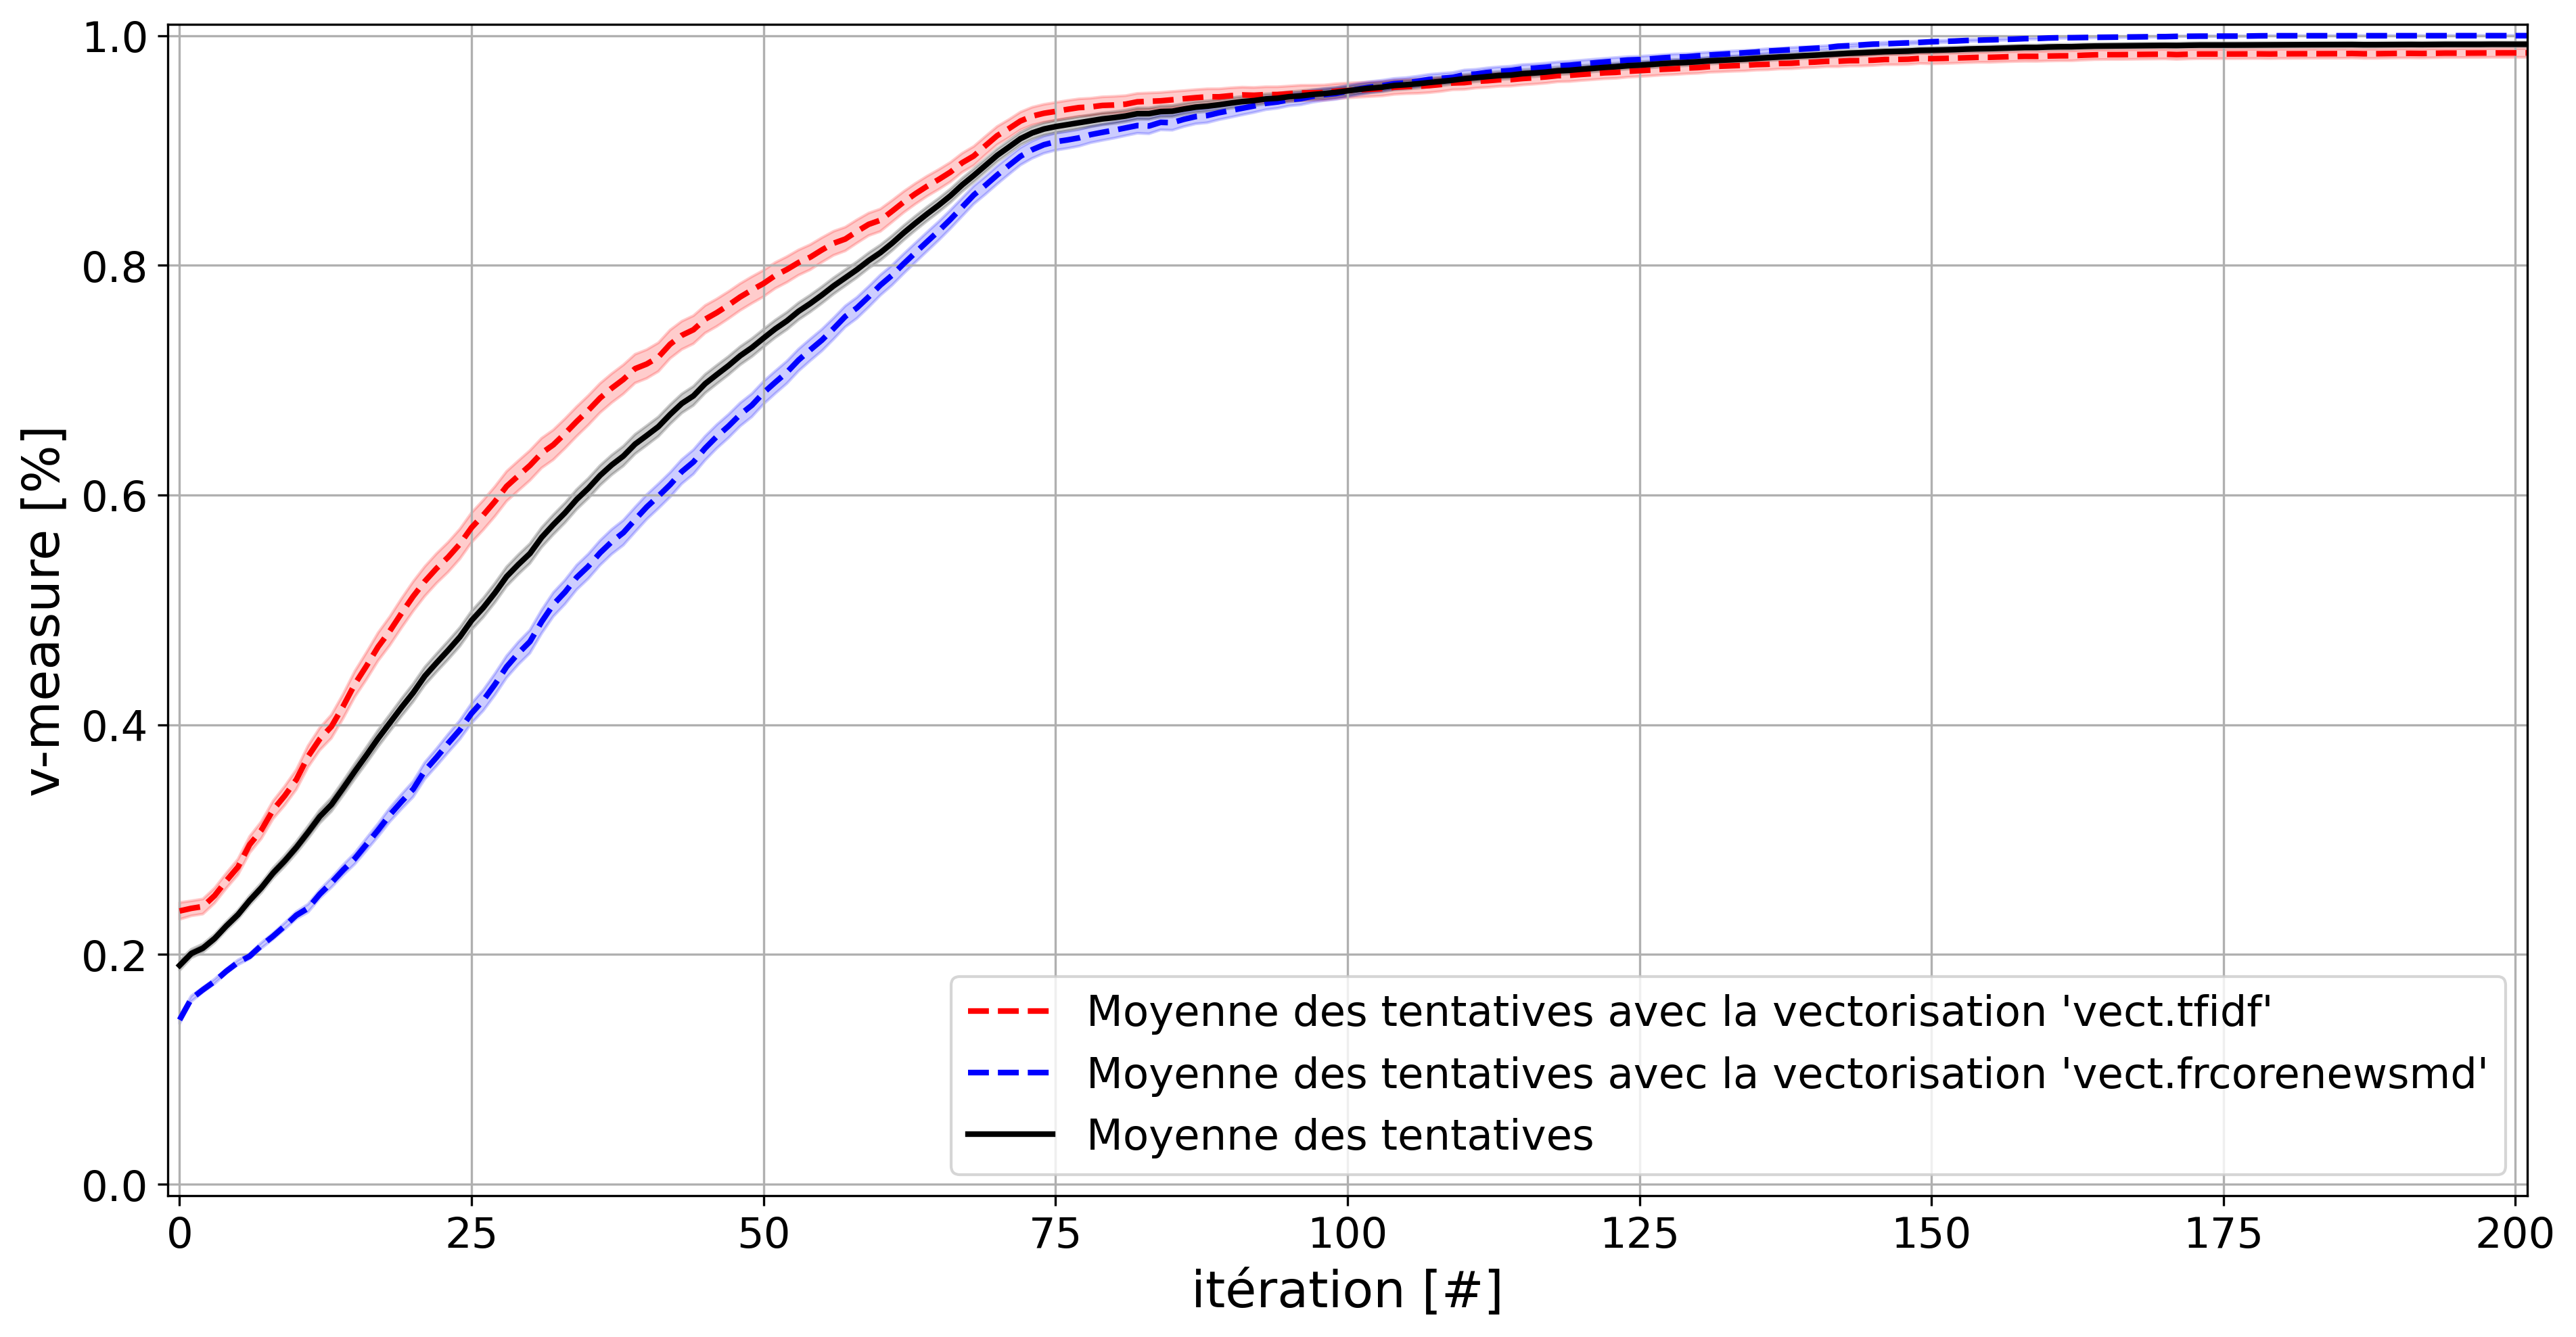 1.0
0.8
0.6
0.4
0.2
0.0
v-measure [%]
Moyenne des tentatives avec la vectorisation 'vect.tfidf'
Moyenne des tentatives avec la vectorisation 'vect.frcorenewsmd'
Moyenne des tentatives
0 25 50 75 100 125 150 175 200
itération [#]